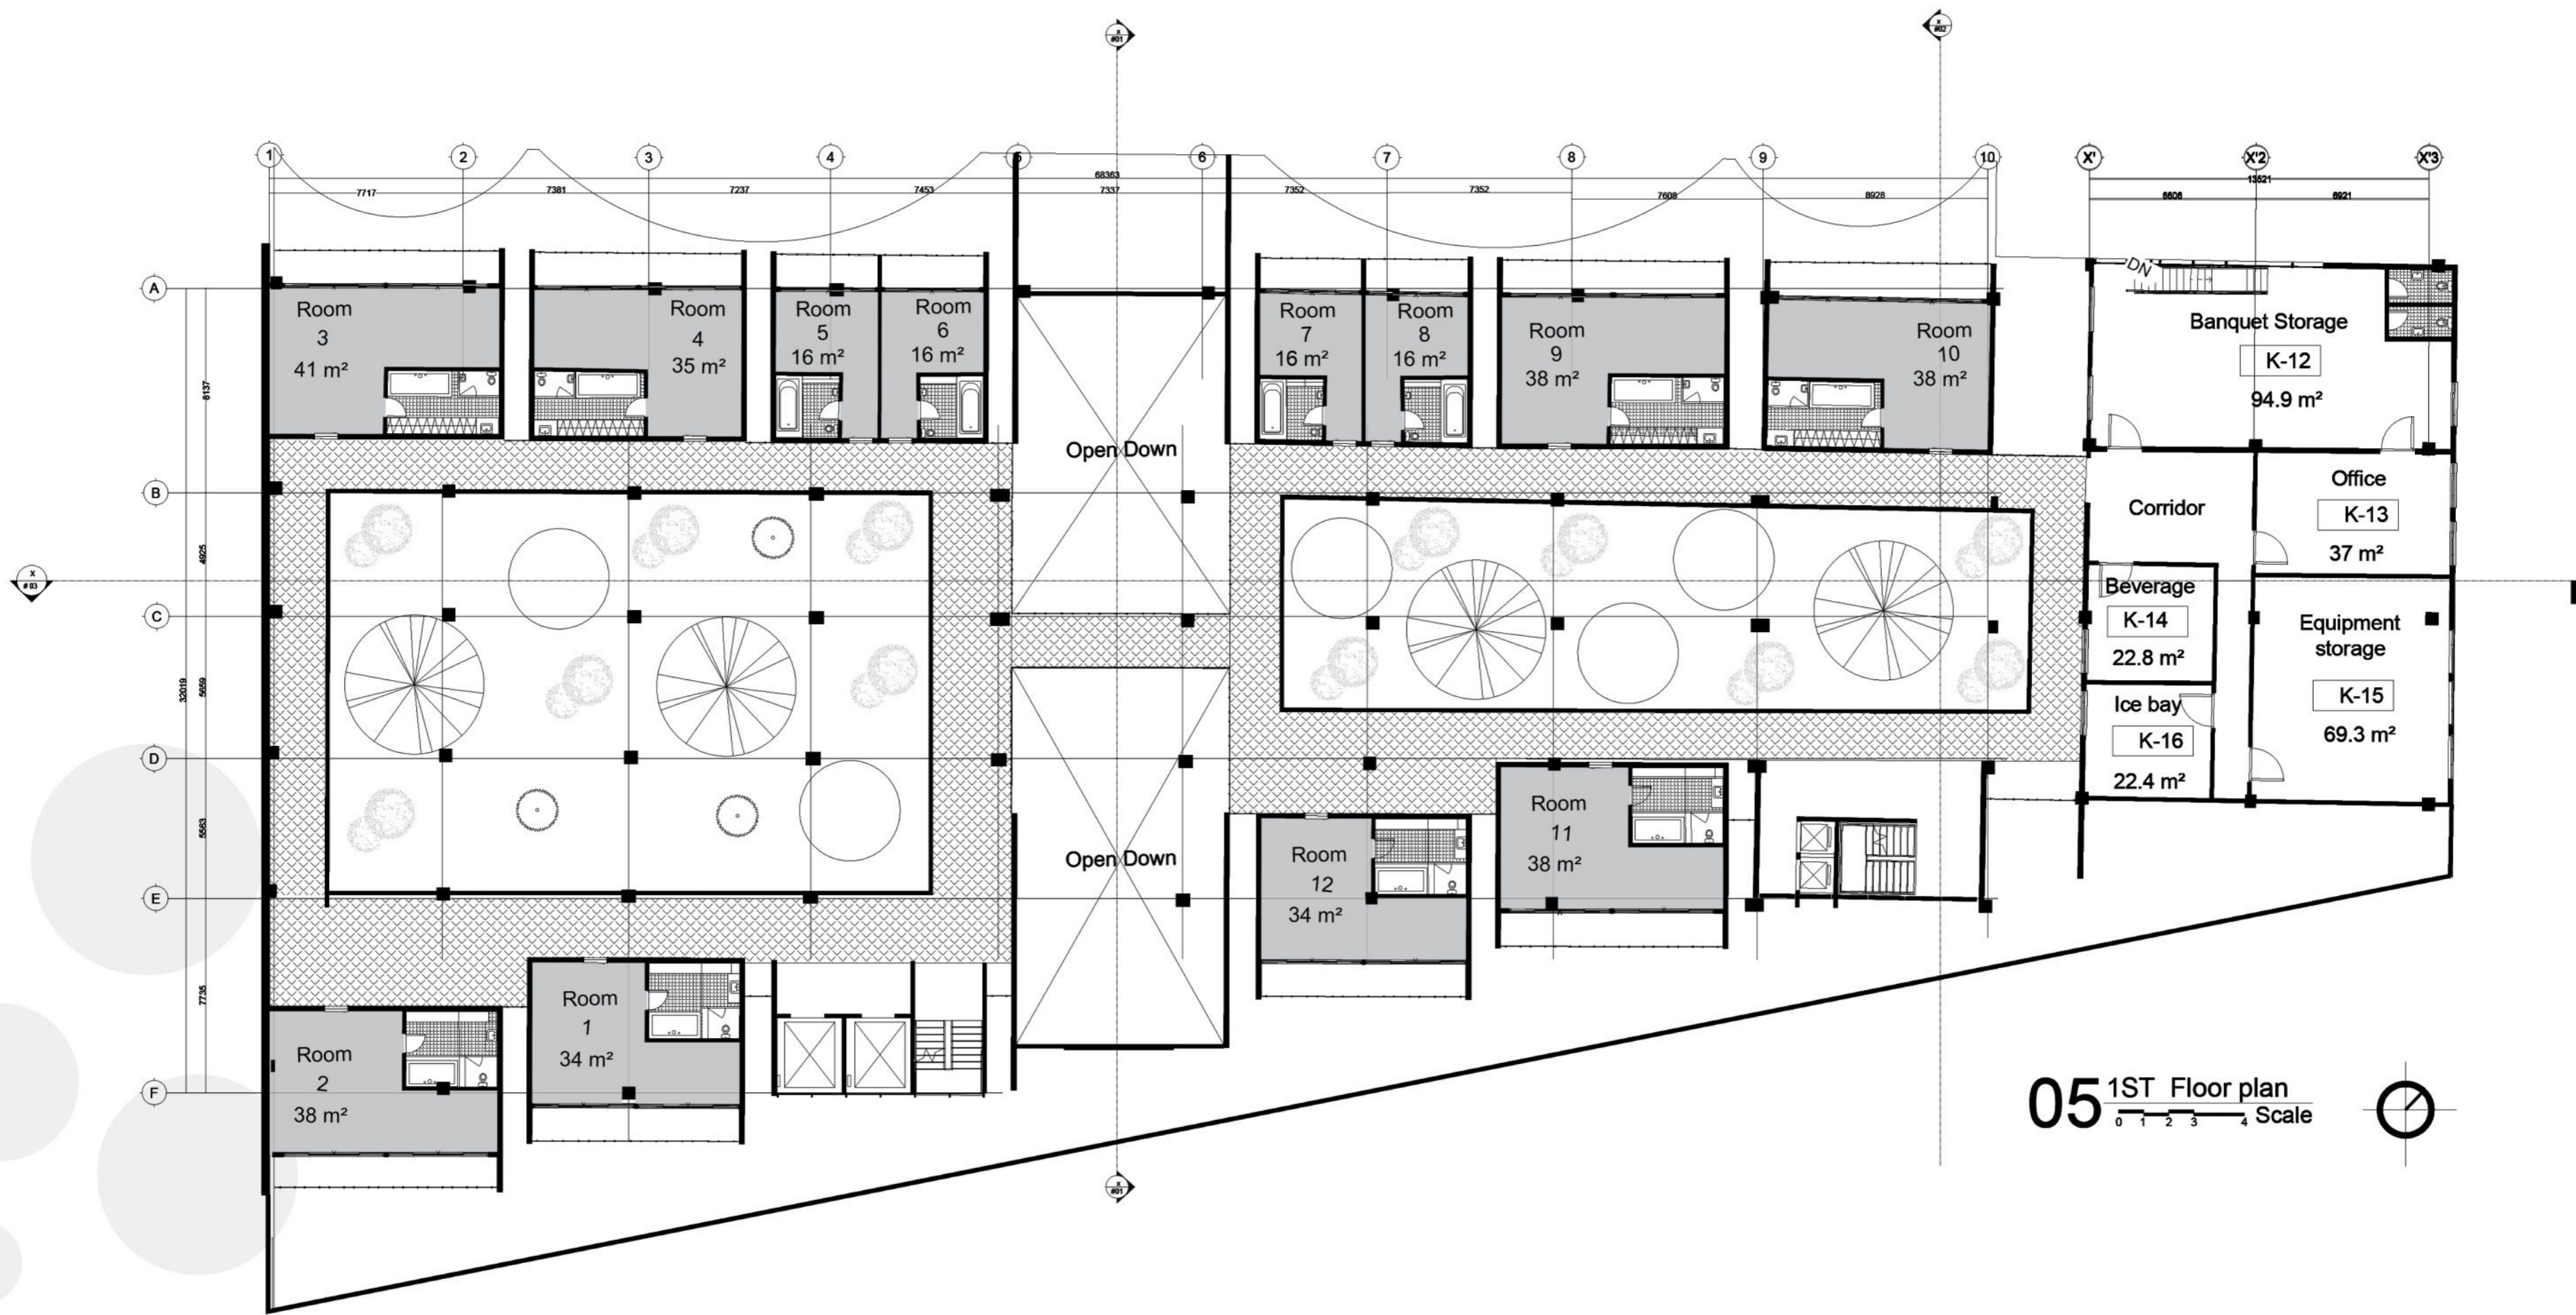 X
#01
X
#02
1
2
3
4
5
6
7
8
9
10
X'
X'2
X'3
68363
13521
7717
7381
7237
7453
7337
7352
7352
7608
8928
6606
6921
A
B
C
D
E
F
8137
4925
5659
32019
5563
7735
X
#03
Room
3
41 m²
Room
4
35 m²
Room
5
16 m²
Room
6
16 m²
Room
7
16 m²
Room
8
16 m²
Room
9
38 m²
Room
10
38 m²
DN
Banquet Storage
K-12
94.9 m²
Open Down
Corridor
Office
K-13
37 m²
Beverage
K-14
22.8 m²
Equipment
storage
K-15
69.3 m²
Ice bay
K-16
22.4 m²
Open Down
Room
11
38 m²
Room
12
34 m²
Room
1
34 m²
Room
2
38 m²
X
#01
05
1ST Floor plan
0 1 2 3 4 Scale